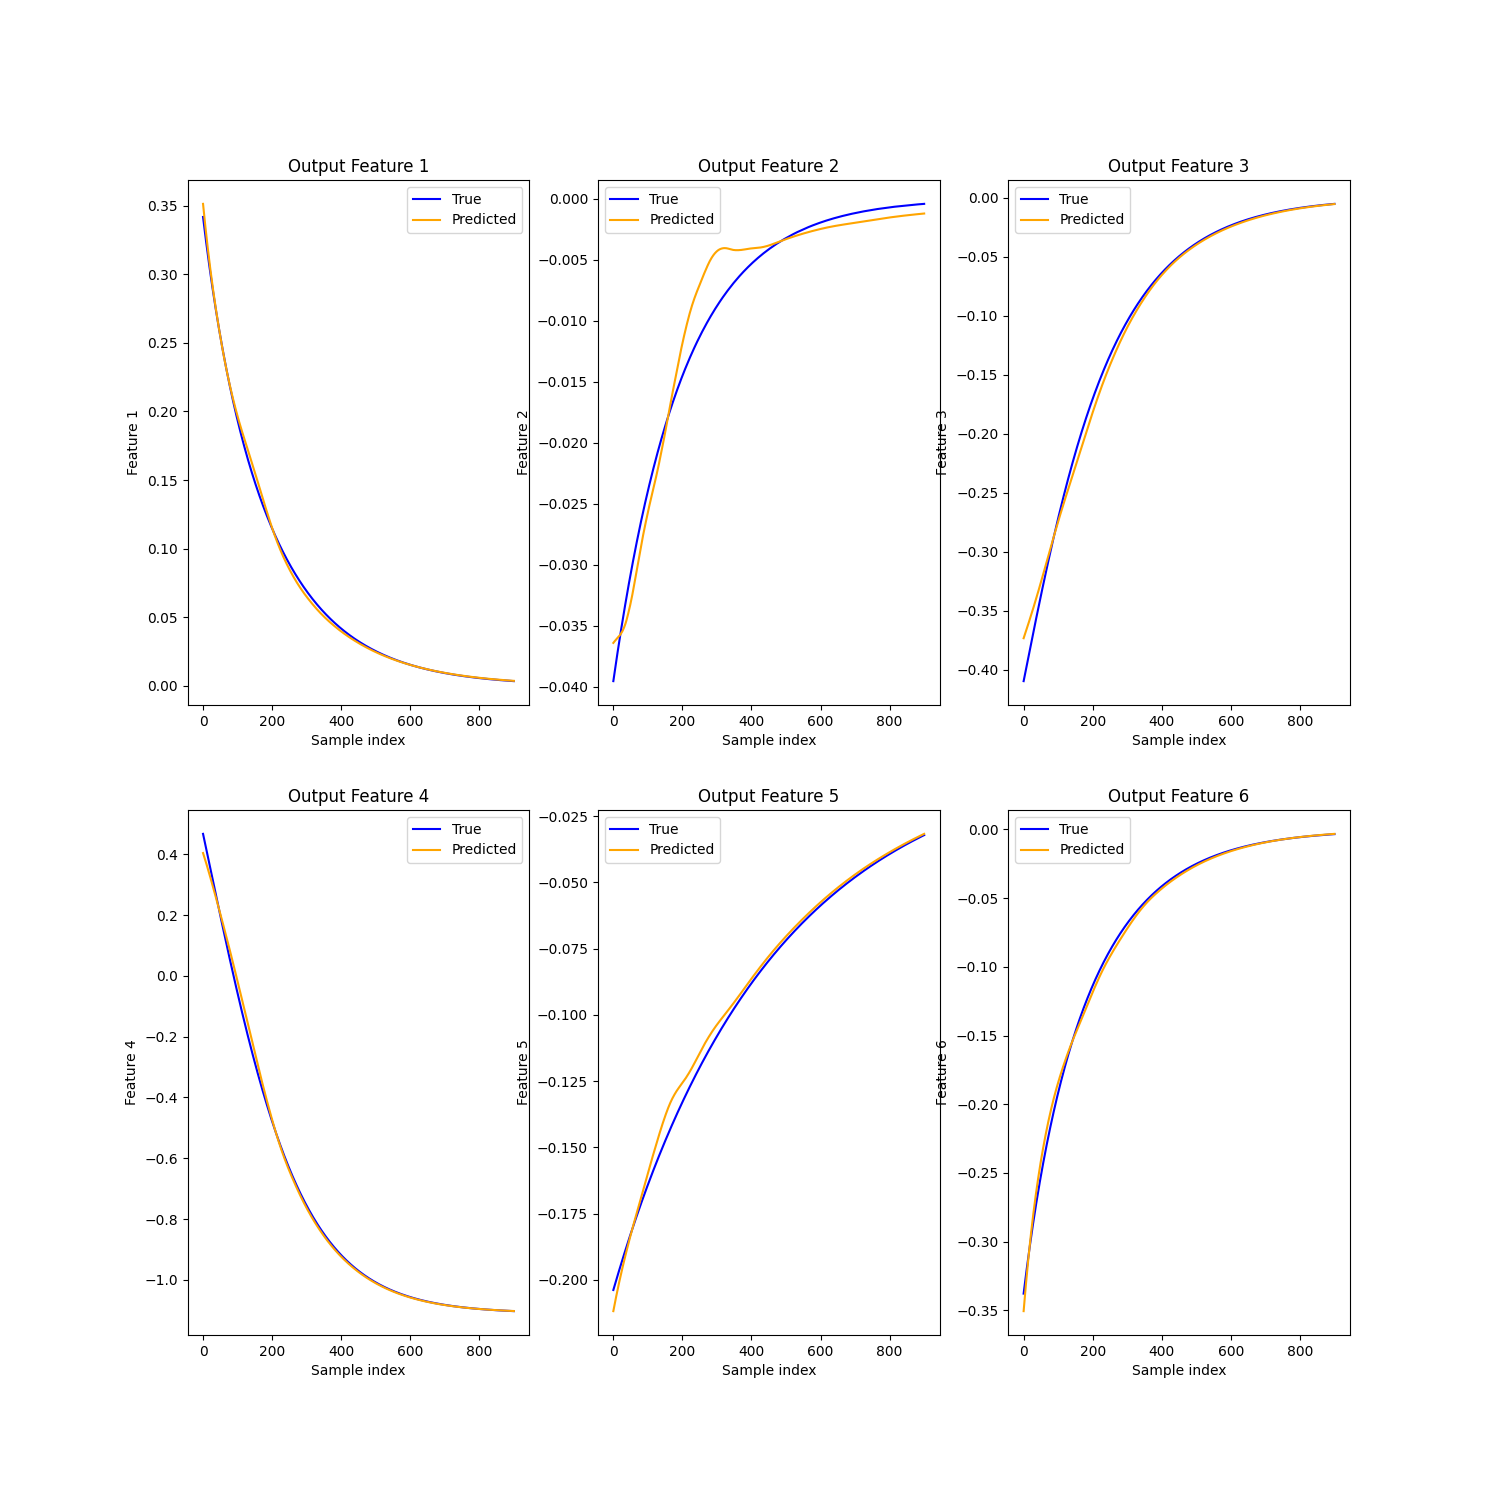 Output Feature 1
True
Predicted
0.35
0.30
0.25
0.20
0.15
0.10
0.05
0.00
Feature 1
0 200 400 600 800
Sample index
Output Feature 2
True
Predicted
0.000
−0.005
−0.010
−0.015
−0.020
−0.025
−0.030
−0.035
−0.040
Feature 2
0 200 400 600 800
Sample index
Output Feature 3
True
Predicted
0.00
−0.05
−0.10
−0.15
−0.20
−0.25
−0.30
−0.35
−0.40
Feature 3
0 200 400 600 800
Sample index
Output Feature 4
True
Predicted
0.4
0.2
0.0
−0.2
−0.4
−0.6
−0.8
−1.0
Feature 4
0 200 400 600 800
Sample index
Output Feature 5
True
Predicted
−0.025
−0.050
−0.075
−0.100
−0.125
−0.150
−0.175
−0.200
Feature 5
0 200 400 600 800
Sample index
Output Feature 6
True
Predicted
0.00
−0.05
−0.10
−0.15
−0.20
−0.25
−0.30
−0.35
Feature 6
0 200 400 600 800
Sample index